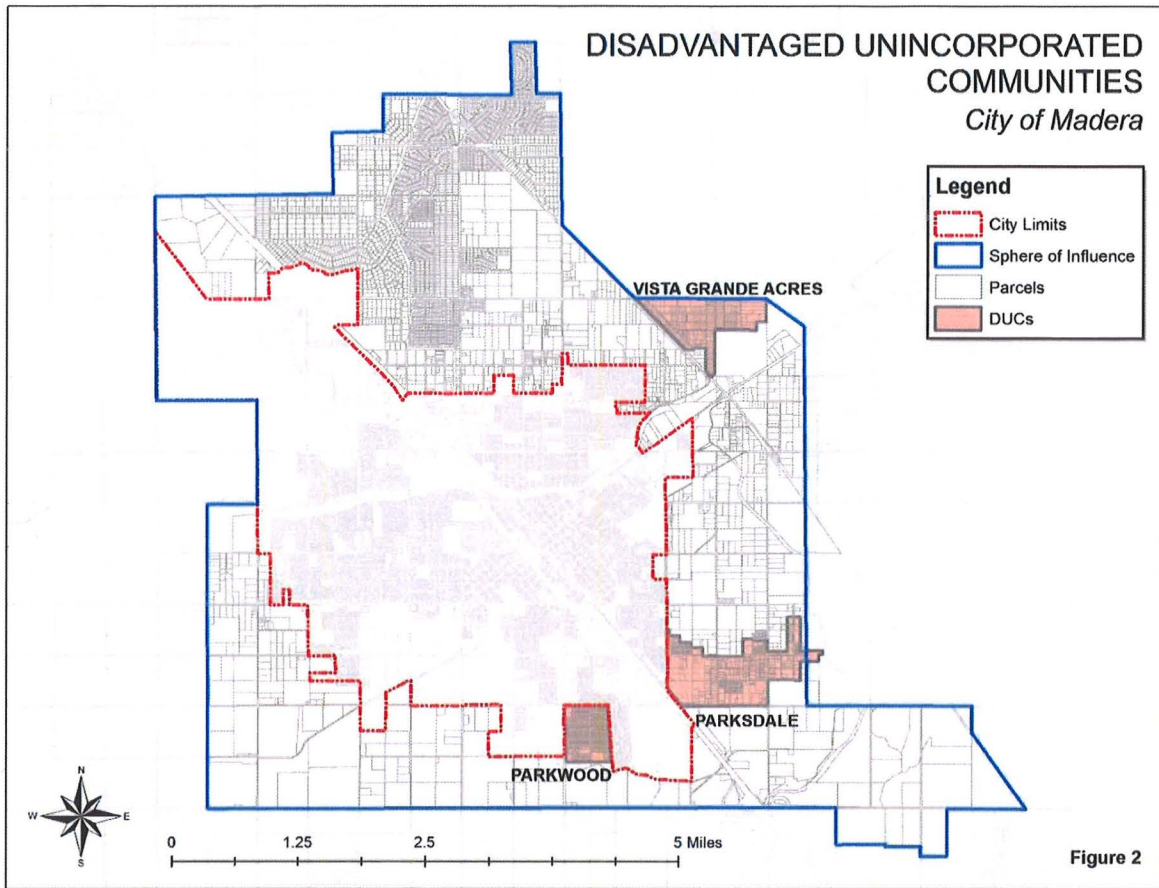 DISADVANTAGED UNINCORPORATED
COMMUNITIES
City of Madera
Legend
City Limits
Sphere of Influence
Parcels
DUCs
VISTA GRANDE ACRES
PARKSDALE
PARKWOOD
N
W
E
S
0
1.25
2.5
5 Miles
Figure 2